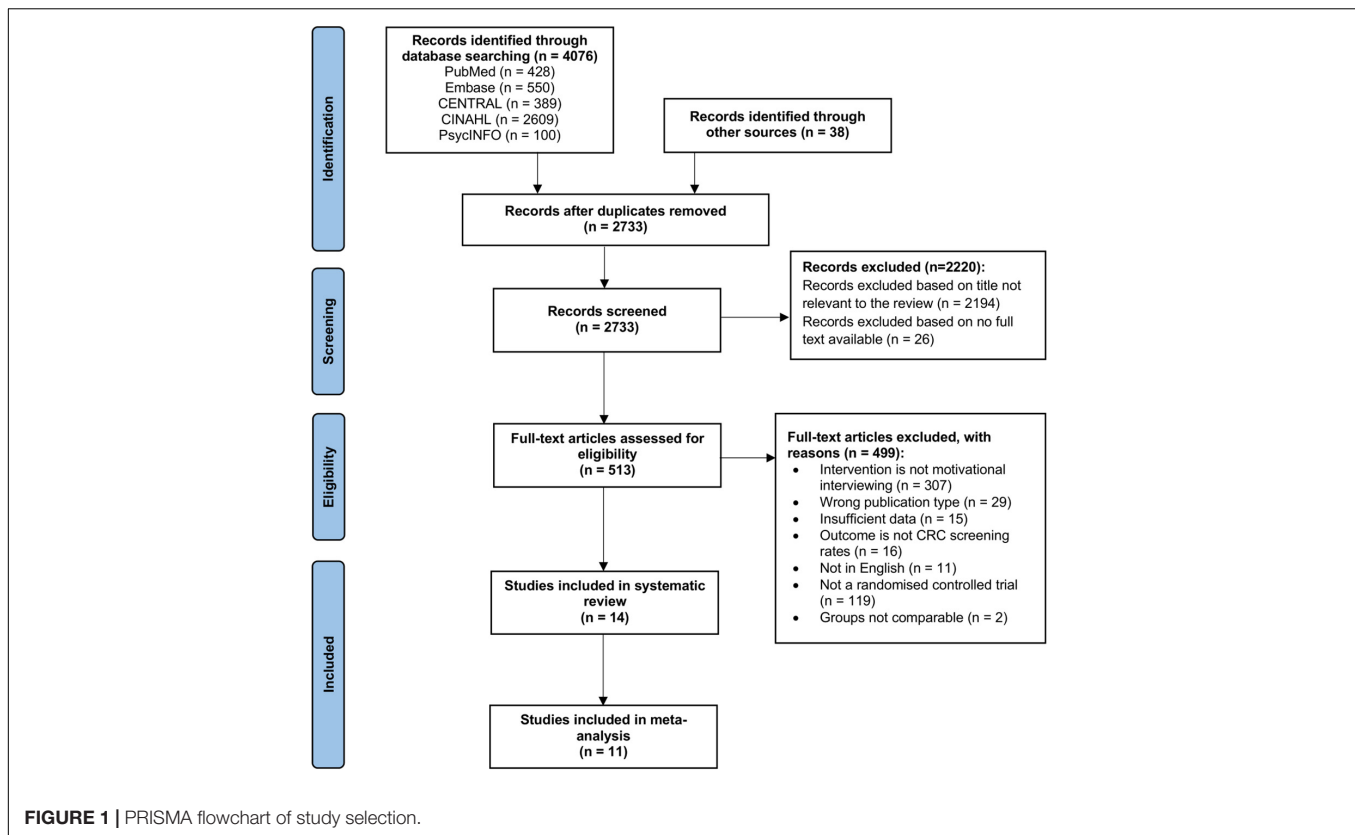 Identification
Records identified through
database searching (n = 4076)
PubMed (n = 428)
Embase (n = 550)
CENTRAL (n = 389)
CINAHL (n = 2609)
PsycINFO (n = 100)
Records identified through
other sources (n = 38)
Records after duplicates removed
(n = 2733)
Screening
Records screened
(n = 2733)
Records excluded (n=2220):
Records excluded based on title not
relevant to the review (n = 2194)
Records excluded based on no full
text available (n = 26)
Eligibility
Full-text articles assessed for
eligibility
(n = 513)
Full-text articles excluded, with
reasons (n = 499):
• Intervention is not motivational
interviewing (n = 307)
• Wrong publication type (n = 29)
• Insufficient data (n = 15)
• Outcome is not CRC screening
rates (n = 16)
• Not in English (n = 11)
• Not a randomised controlled trial
(n = 119)
• Groups not comparable (n = 2)
Included
Studies included in systematic
review
(n = 14)
Studies included in meta-
analysis
(n = 11)
FIGURE 1 | PRISMA flowchart of study selection.